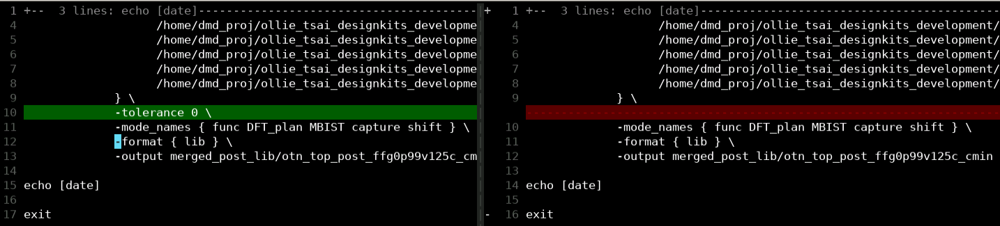 1 +--  3 lines: echo [date]----------------------------------------
4 /home/dmd_proj/ollie_tsai_designkits_developme
5 /home/dmd_proj/ollie_tsai_designkits_developme
6 /home/dmd_proj/ollie_tsai_designkits_developme
7 /home/dmd_proj/ollie_tsai_designkits_developme
8 /home/dmd_proj/ollie_tsai_designkits_developme
9 } \
10 -tolerance 0 \
11 -mode_names { func DFT_plan MBIST capture shift } \
12 -format { lib } \
13 -output merged_post_lib/otn_top_post_ffg0p99v125c_cm
14
15 echo [date]
16
17 exit
+ 1 +--  3 lines: echo [date]-------------------------------------------
4 /home/dmd_proj/ollie_tsai_designkits_development/
5 /home/dmd_proj/ollie_tsai_designkits_development/
6 /home/dmd_proj/ollie_tsai_designkits_development/
7 /home/dmd_proj/ollie_tsai_designkits_development/
8 /home/dmd_proj/ollie_tsai_designkits_development/
9 } \
--------------------------------------------------------------------
10 -mode_names { func DFT_plan MBIST capture shift } \
11 -format { lib } \
12 -output merged_post_lib/otn_top_post_ffg0p99v125c_cmin
13
14 echo [date]
15
- 16 exit